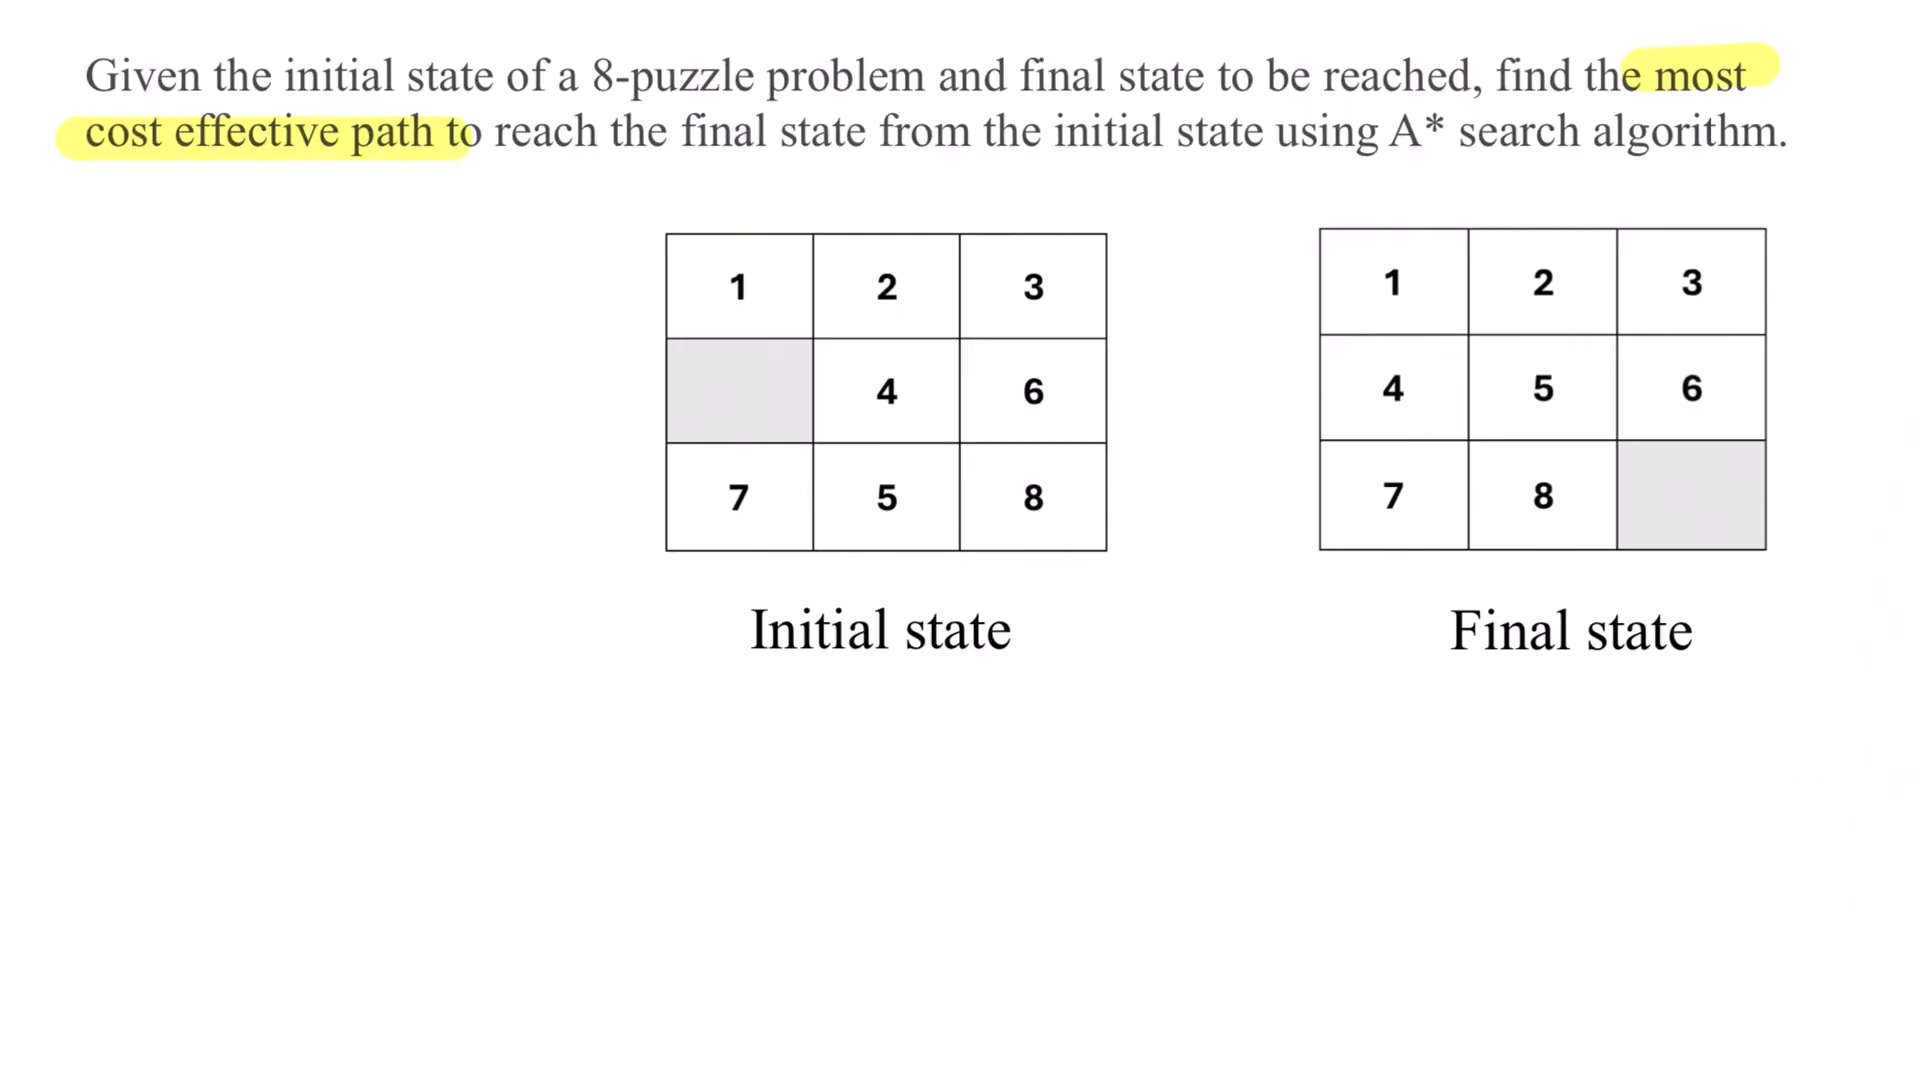 Given the initial state of a 8-puzzle problem and final state to be reached, find the most
cost effective path to reach the final state from the initial state using A* search algorithm.
1 2 3
4 6
7 5 8
Initial state
1 2 3
4 5 6
7 8
Final state